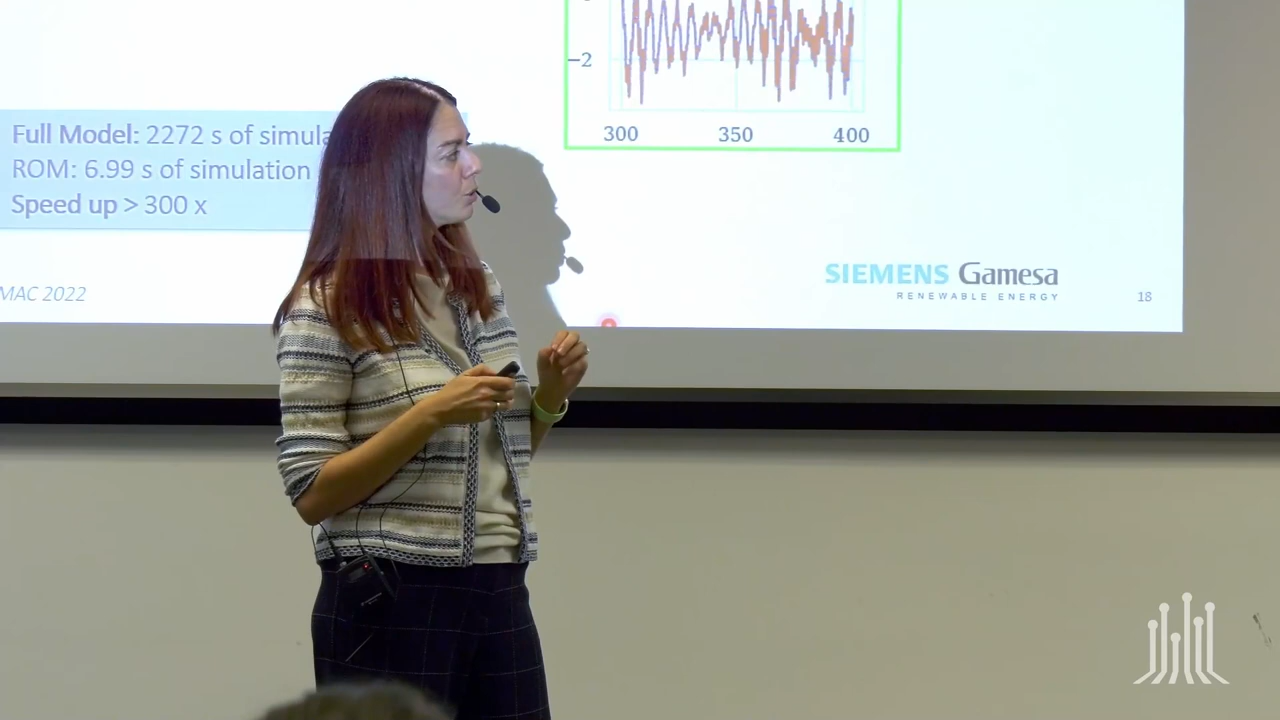 −2
300 350 400
Full Model: 2272 s of simula
ROM: 6.99 s of simulation
Speed up > 300 x
MAC 2022
SIEMENS Gamesa
RENEWABLE ENERGY
18